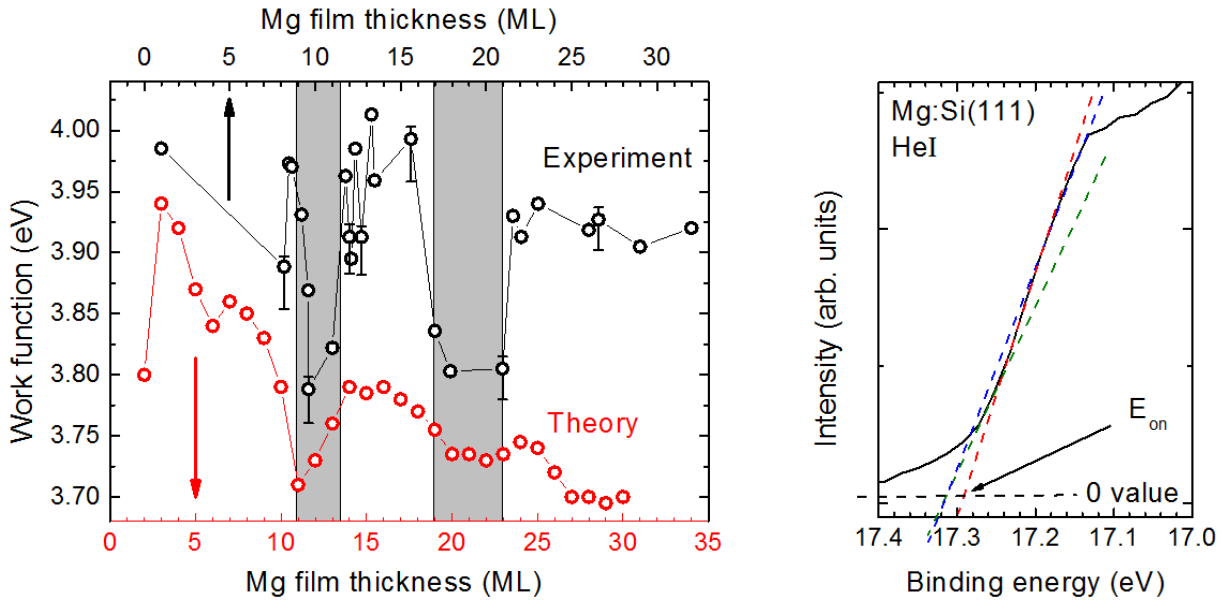 Mg film thickness (ML)
0 5 10 15 20 25 30
Work function (eV)
4.00
3.95
3.90
3.85
3.80
3.75
3.70
Experiment
Theory
0 5 10 15 20 25 30 35
Mg film thickness (ML)
Intensity (arb. units)
Mg:Si(111)
HeI
Eon
0 value
17.4 17.3 17.2 17.1 17.0
Binding energy (eV)